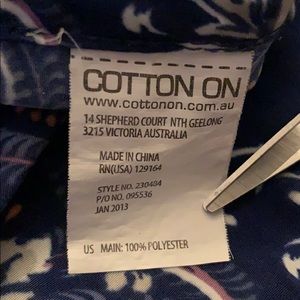 COTTON ON
www.cottonon.com.au
14 SHEPHERD COURT NTH GEELONG
3215 VICTORIA AUSTRALIA
MADE IN CHINA
RN(USA) 129164
STYLE NO. 230484
P/O NO. 095536
JAN 2013
US MAIN: 100% POLYESTER